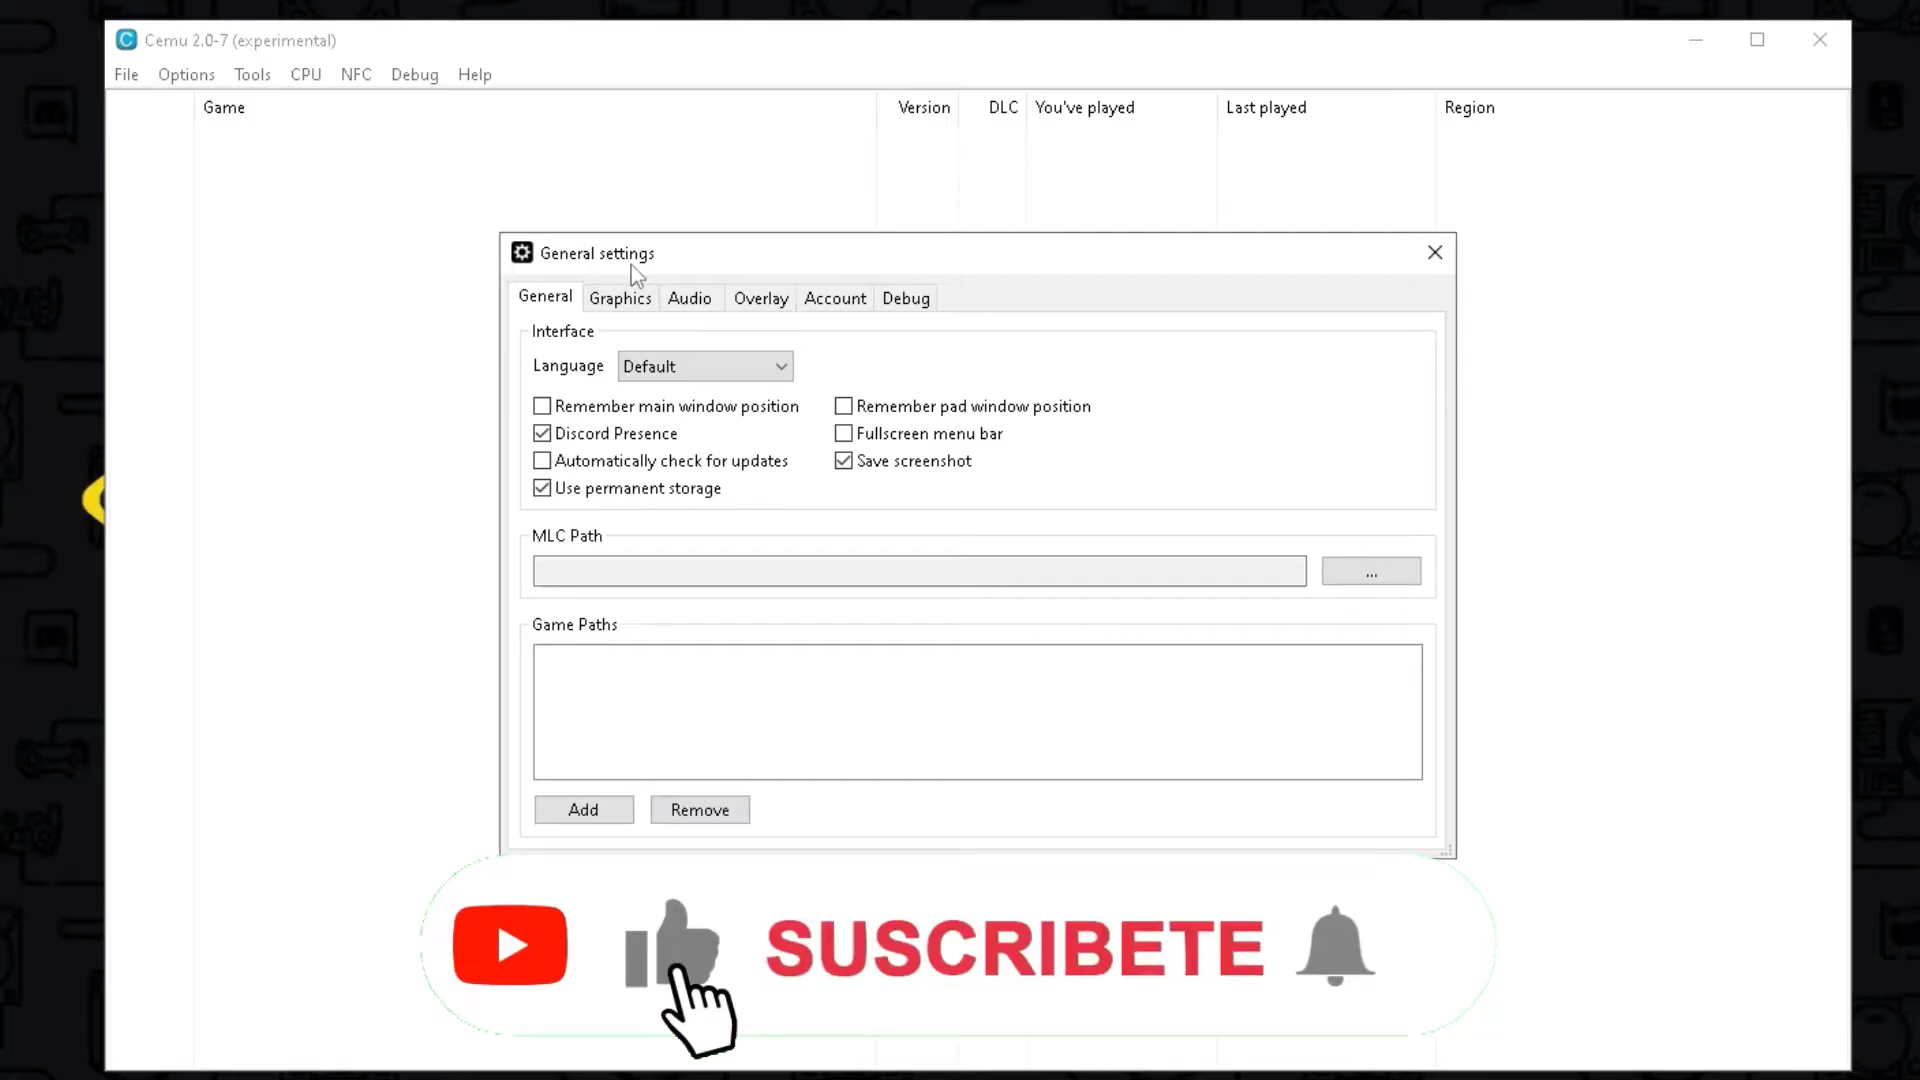 Cemu 2.0-7 (experimental)
File Options Tools CPU NFC Debug Help
Game Version DLC You've played Last played Region
General settings
General Graphics Audio Overlay Account Debug
Interface
Language Default
Remember main window position Remember pad window position
Discord Presence Fullscreen menu bar
Automatically check for updates Save screenshot
Use permanent storage
MLC Path
...
Game Paths
Add Remove
SUSCRIBETE